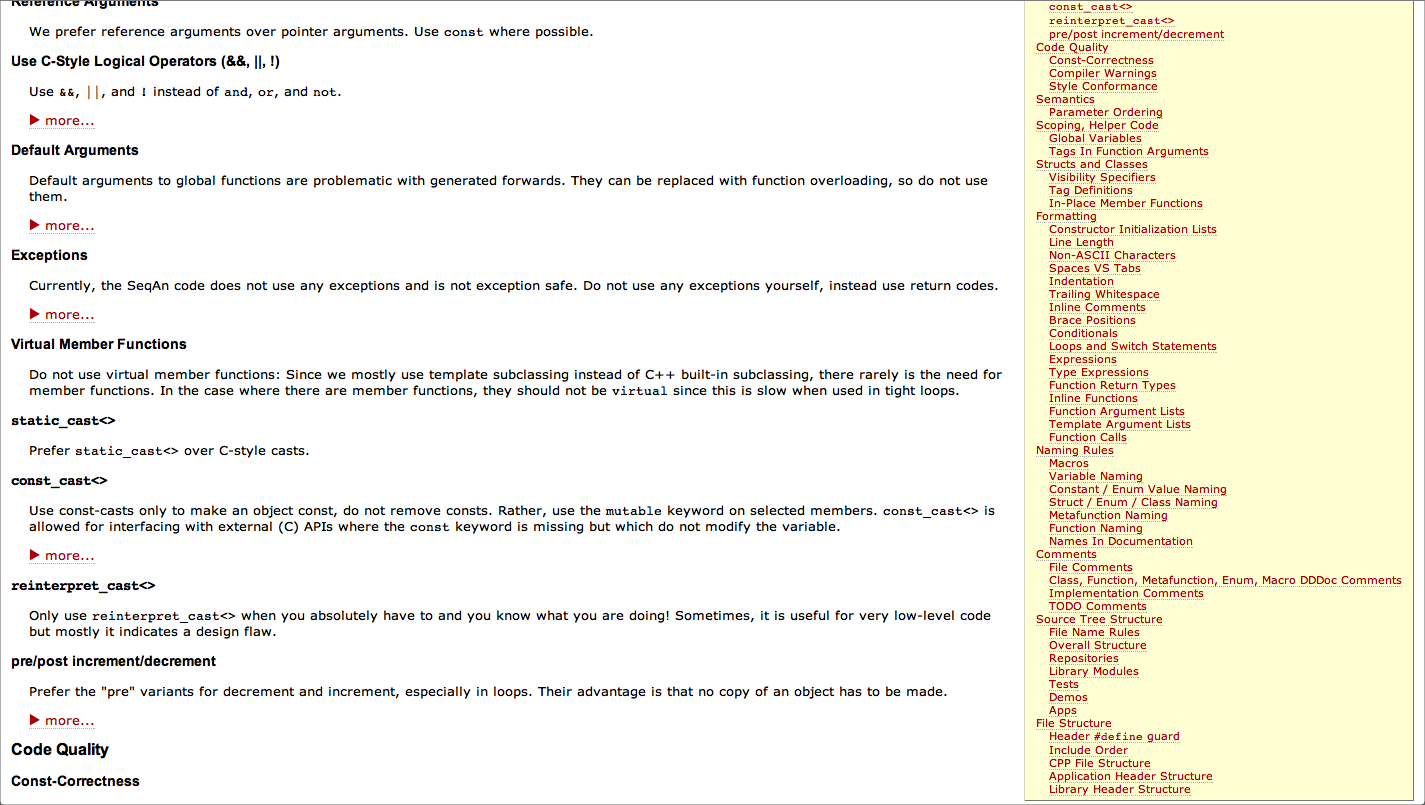 Reference Arguments
We prefer reference arguments over pointer arguments. Use const where possible.
Use C-Style Logical Operators (&&, ||, !)
Use &&, ||, and ! instead of and, or, and not.
▶ more...
Default Arguments
Default arguments to global functions are problematic with generated forwards. They can be replaced with function overloading, so do not use
them.
▶ more...
Exceptions
Currently, the SeqAn code does not use any exceptions and is not exception safe. Do not use any exceptions yourself, instead use return codes.
▶ more...
Virtual Member Functions
Do not use virtual member functions: Since we mostly use template subclassing instead of C++ built-in subclassing, there rarely is the need for
member functions. In the case where there are member functions, they should not be virtual since this is slow when used in tight loops.
static_cast<>
Prefer static_cast<> over C-style casts.
const_cast<>
Use const-casts only to make an object const, do not remove consts. Rather, use the mutable keyword on selected members. const_cast<> is
allowed for interfacing with external (C) APIs where the const keyword is missing but which do not modify the variable.
▶ more...
reinterpret_cast<>
Only use reinterpret_cast<> when you absolutely have to and you know what you are doing! Sometimes, it is useful for very low-level code
but mostly it indicates a design flaw.
pre/post increment/decrement
Prefer the "pre" variants for decrement and increment, especially in loops. Their advantage is that no copy of an object has to be made.
▶ more...
Code Quality
Const-Correctness
const_cast<>
reinterpret_cast<>
pre/post increment/decrement
Code Quality
Const-Correctness
Compiler Warnings
Style Conformance
Semantics
Parameter Ordering
Scoping, Helper Code
Global Variables
Tags In Function Arguments
Structs and Classes
Visibility Specifiers
Tag Definitions
In-Place Member Functions
Formatting
Constructor Initialization Lists
Line Length
Non-ASCII Characters
Spaces VS Tabs
Indentation
Trailing Whitespace
Inline Comments
Brace Positions
Conditionals
Loops and Switch Statements
Expressions
Type Expressions
Function Return Types
Inline Functions
Function Argument Lists
Template Argument Lists
Function Calls
Naming Rules
Macros
Variable Naming
Constant / Enum Value Naming
Struct / Enum / Class Naming
Metafunction Naming
Function Naming
Names In Documentation
Comments
File Comments
Class, Function, Metafunction, Enum, Macro DDDoc Comments
Implementation Comments
TODO Comments
Source Tree Structure
File Name Rules
Overall Structure
Repositories
Library Modules
Tests
Demos
Apps
File Structure
Header #define guard
Include Order
CPP File Structure
Application Header Structure
Library Header Structure